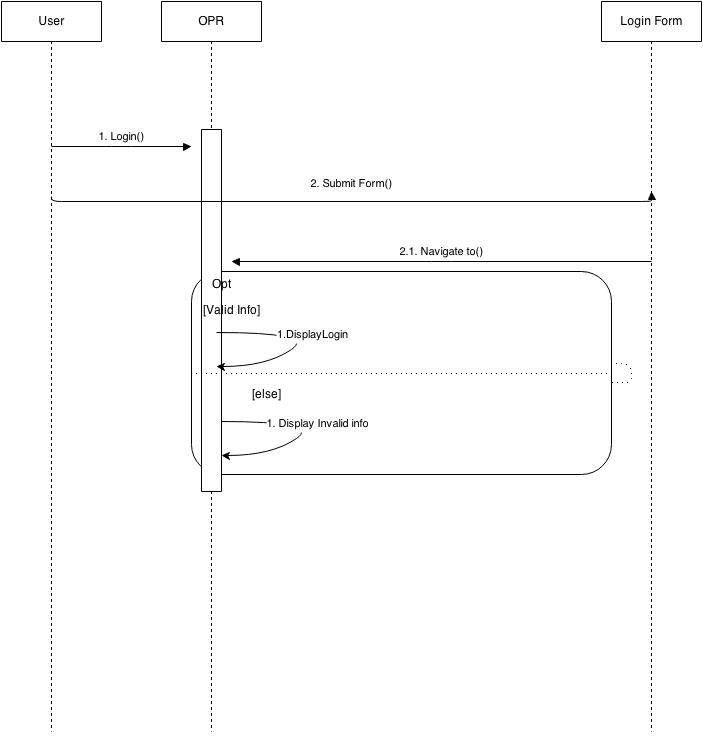 User
OPR
Login Form
1. Login()
2. Submit Form()
2.1. Navigate to()
Opt
[Valid Info]
1.DisplayLogin
[else]
1. Display Invalid info